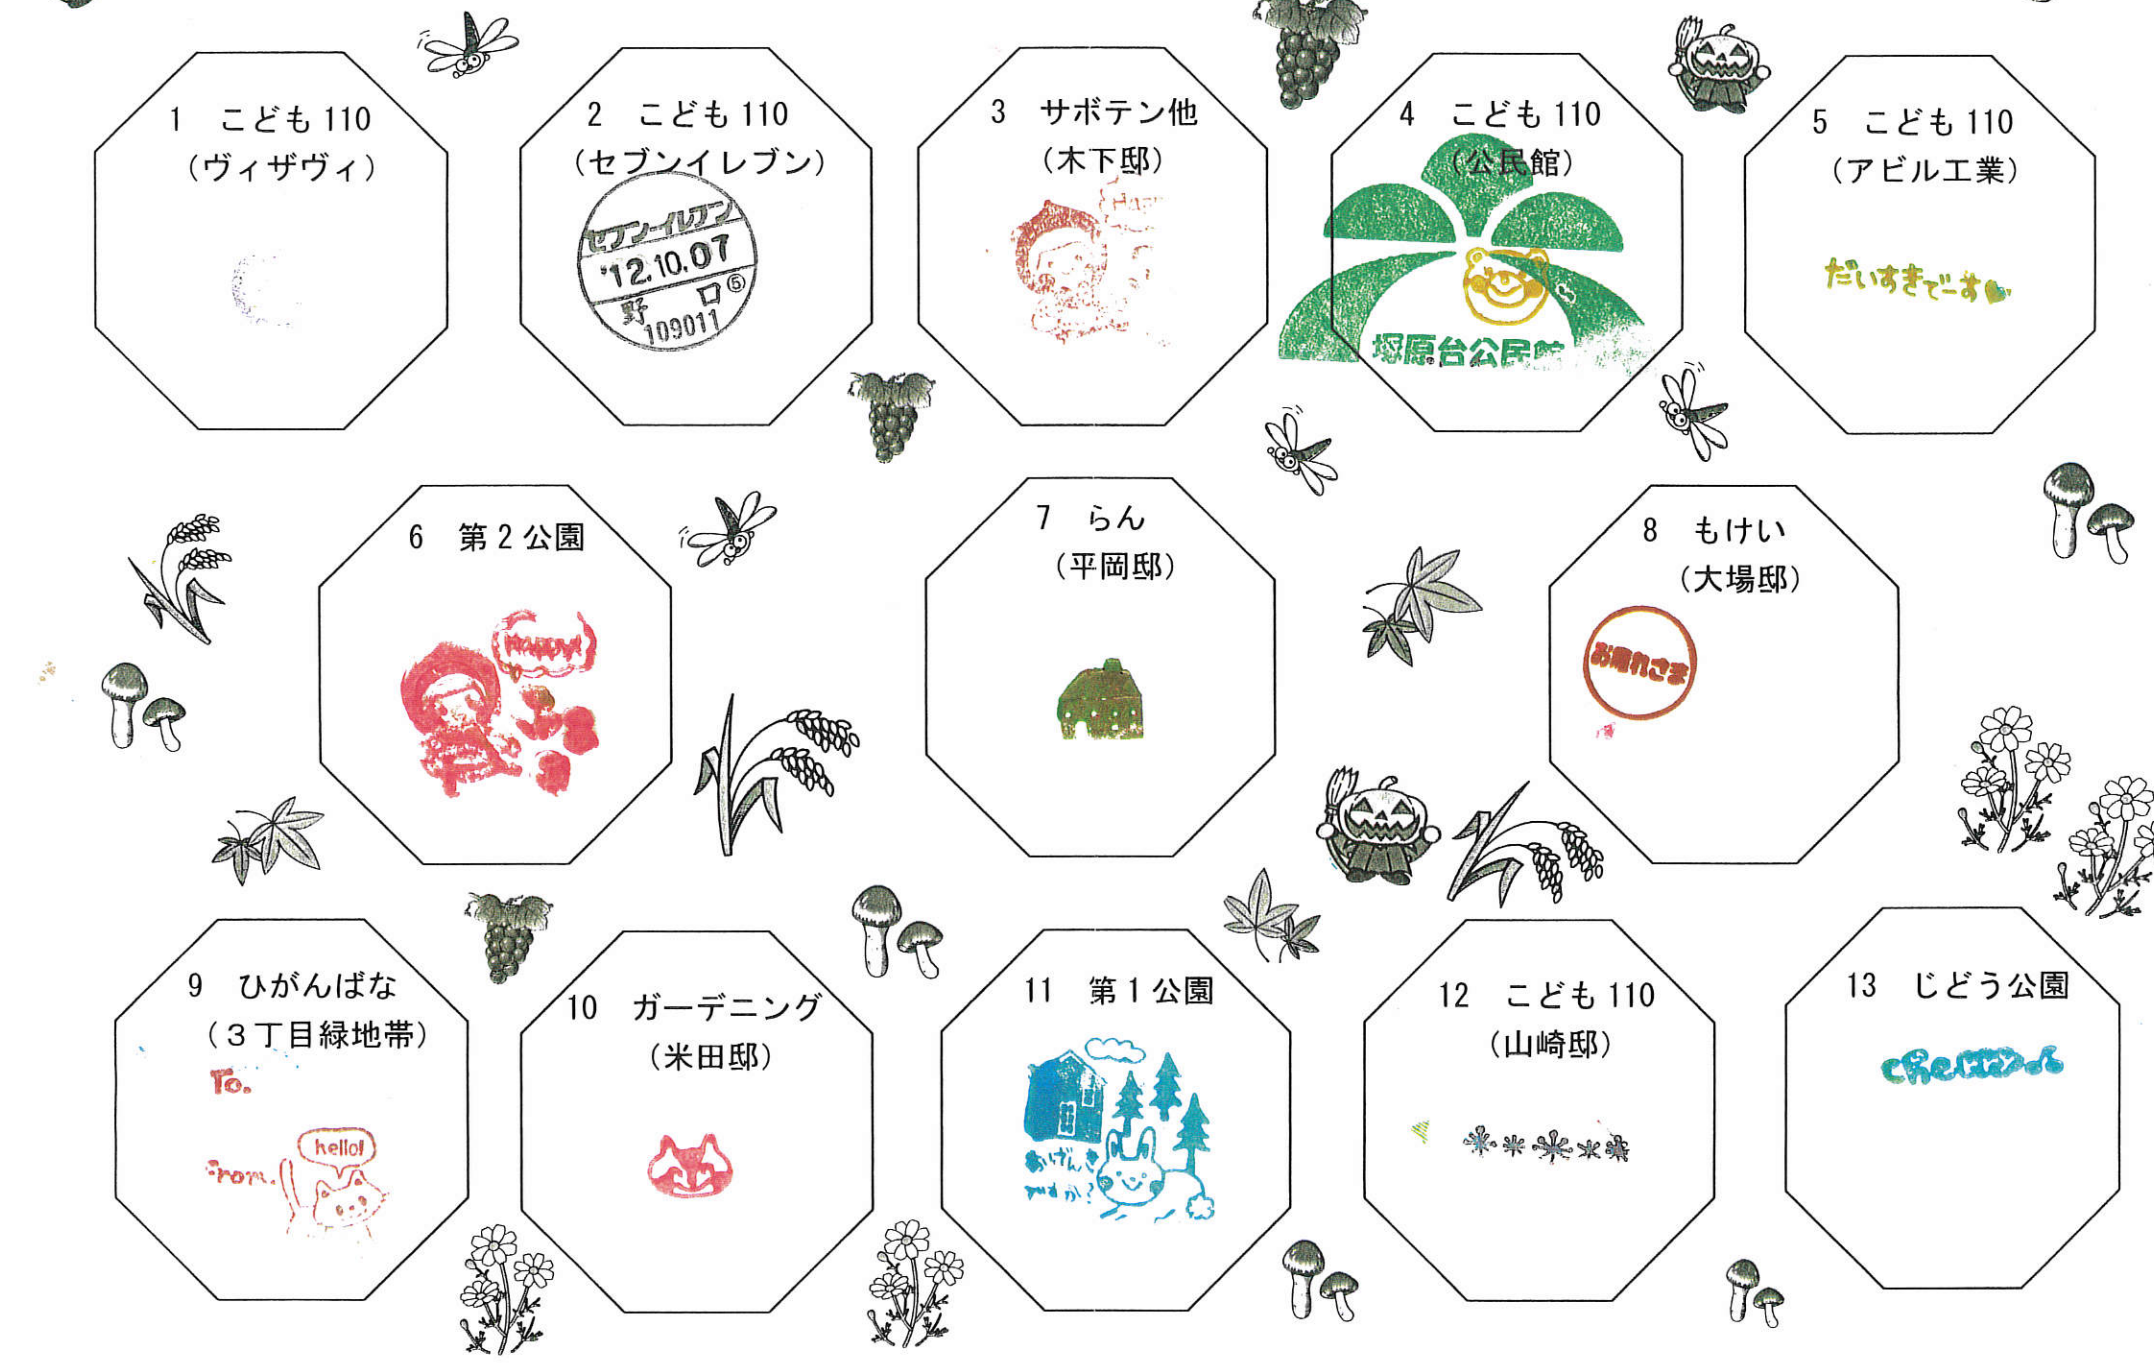 1 こども110
(ヴィザヴィ)
2 こども110
(セブンイレブン)
セブン-イレブン
'12.10.07
野口⑤
109011
3 サボテン他
(木下邸)
4 こども110
(公民館)
塚原台公民館
5 こども110
(アビル工業)
だいすきでーす
6 第2公園
HAPPY!
7 らん
(平岡邸)
8 もけい
(大場邸)
お疲れさま
9 ひがんばな
(3丁目緑地帯)
To.
hello!
rom.
10 ガーデニング
(米田邸)
11 第1公園
おげんき
ですか?
12 こども110
(山崎邸)
13 じどう公園